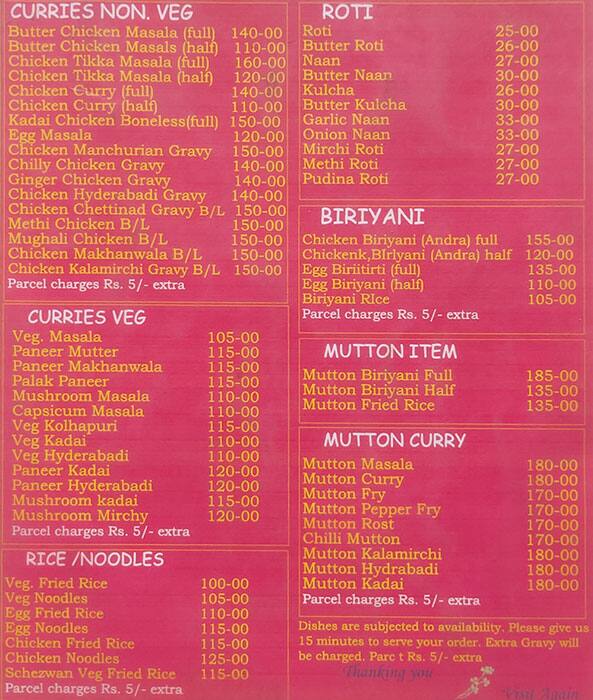 CURRIES NON. VEG
Butter Chicken Masala (full) 140-00
Butter Chicken Masals (half) 110-00
Chicken Tikka Masala (full) 160-00
Chicken Tikka Masala (half) 120-00
Chicken Curry (full) 140-00
Chicken Curry (half) 110-00
Kadai Chicken Boneless(full) 150-00
Egg Masala 120-00
Chicken Manchurian Gravy 150-00
Chilly Chicken Gravy 140-00
Ginger Chicken Gravy 140-00
Chicken Hyderabadi Gravy 140-00
Chicken Chettinad Gravy B/L 150-00
Methi Chicken B/L 150-00
Mughali Chicken B/L 150-00
Chicken Makhanwala B/L 150-00
Chicken Kalamirchi Gravy B/L 150-00
Parcel charges Rs. 5/- extra
CURRIES VEG
Veg. Masala 105-00
Paneer Mutter 115-00
Paneer Makhanwala 115-00
Palak Paneer 115-00
Mushroom Masala 110-00
Capsicum Masala 110-00
Veg Kolhapuri 115-00
Veg Kadai 110-00
Veg Hyderabadi 110-00
Paneer Kadai 120-00
Paneer Hyderabadi 120-00
Mushroom kadai 115-00
Mushroom Mirchy 120-00
Parcel charges Rs. 5/- extra
RICE /NOODLES
Veg. Fried Rice 100-00
Veg Noodles 105-00
Egg Fried Rice 110-00
Egg Noodles 115-00
Chicken Fried Rice 115-00
Chicken Noodles 125-00
Schezwan Veg Fried Rice 115-00
Parcel charges Rs. 5/- extra
ROTI
Roti 25-00
Butter Roti 26-00
Naan 27-00
Butter Naan 30-00
Kulcha 26-00
Butter Kulcha 30-00
Garlic Naan 33-00
Onion Naan 33-00
Mirchi Roti 27-00
Methi Roti 27-00
Pudina Roti 27-00
BIRIYANI
Chicken Biriyani (Andra) full 155-00
Chickenk,BIrlyani (Andra) half 120-00
Egg Biriitirti (full) 135-00
Egg Biriyani (half) 110-00
Biriyani RIce 105-00
Parcel charges Rs. 5/- extra
MUTTON ITEM
Mutton Biriyani Full 185-00
Mutton Biriyani Half 135-00
Mutton Fried Rice 135-00
MUTTON CURRY
Mutton Masala 180-00
Mutton Curry 180-00
Mutton Fry 170-00
Mutton Pepper Fry 170-00
Mutton Rost 170-00
Chilli Mutton 170-00
Mutton Kalamirchi 180-00
Mutton Hydrabadi 180-00
Mutton Kadai 180-00
Parcel charges Rs. 5/- extra
Dishes are subjected to availability. Please give us
15 minutes to serve your order. Extra Gravy will
be charged. Parc t Rs. 5/- extra
Thanking you
Visit Again